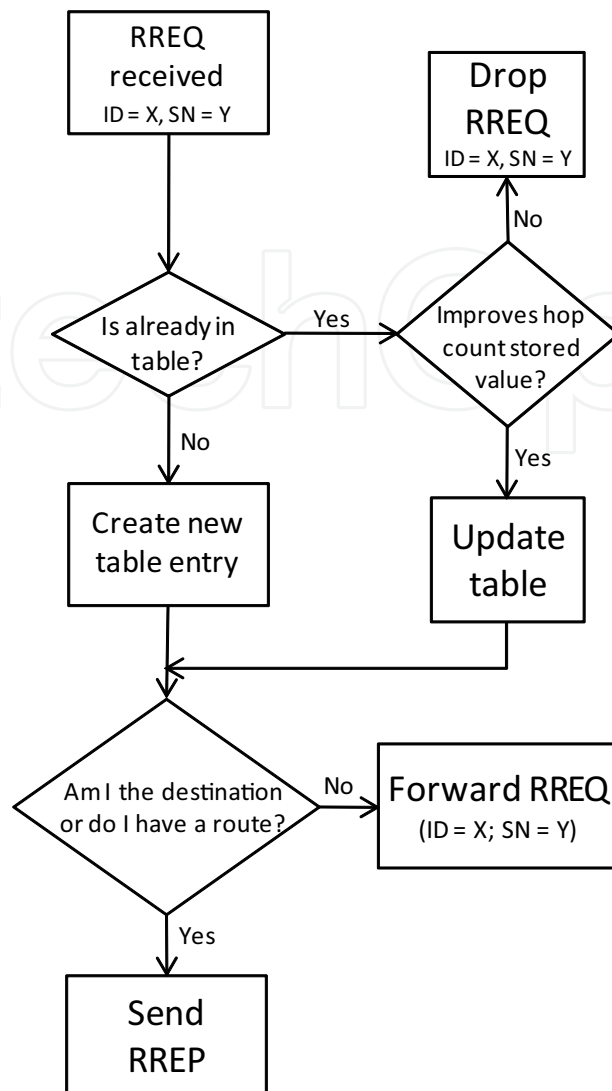 RREQ
received
ID = X, SN = Y
Drop
RREQ
ID = X, SN = Y
No
Is already in
table?
Yes
Improves hop
count stored
value?
No
Yes
Create new
table entry
Update
table
Am I the destination
or do I have a route?
No
Forward RREQ
(ID = X; SN = Y)
Yes
Send
RREP